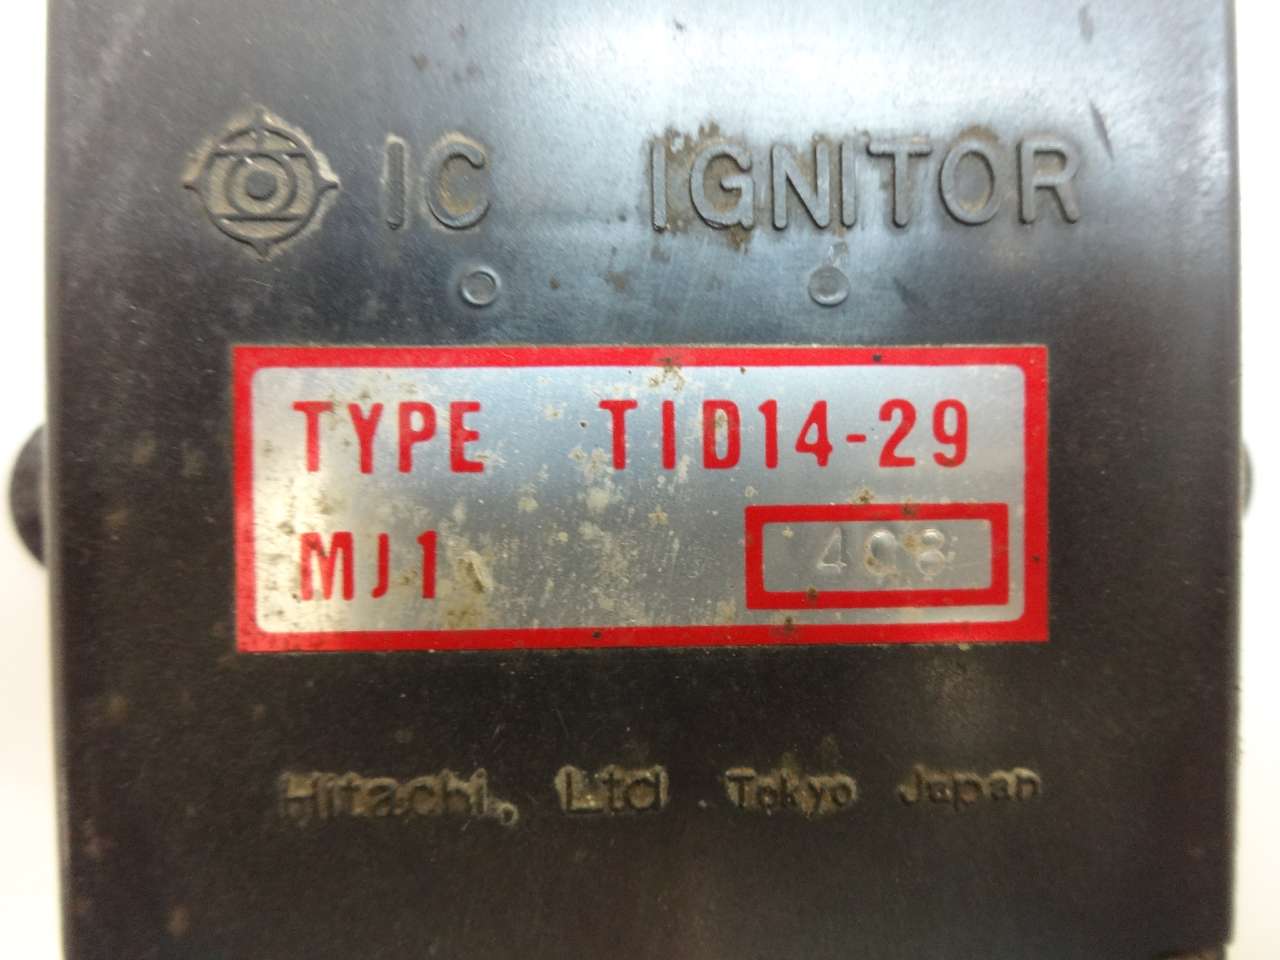 IC IGNITOR
TYPE TID14-29
MJ1 408
Hitachi, Ltd Tokyo Japan